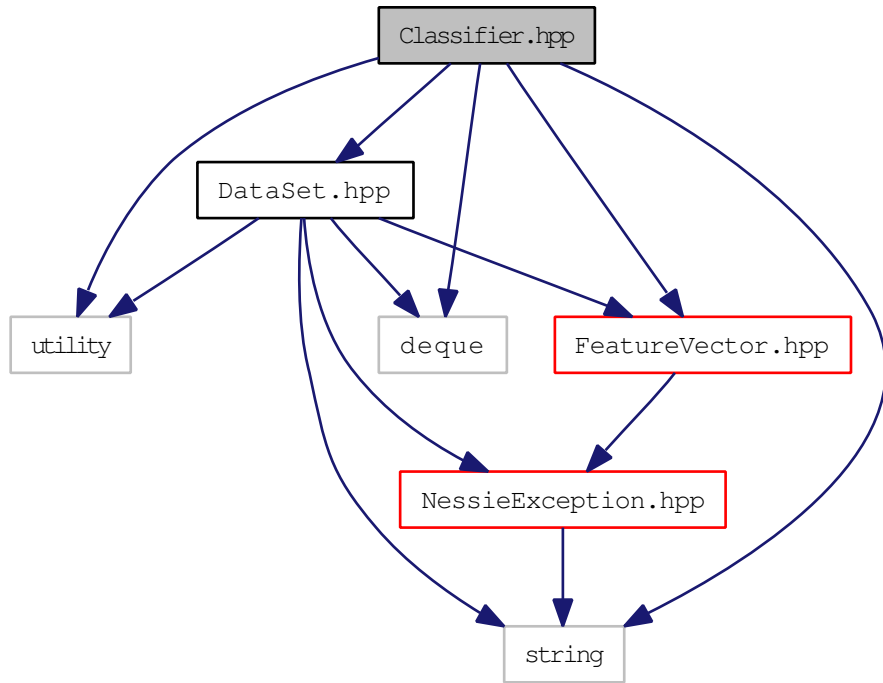 Classifier.hpp
DataSet.hpp
utility
deque
FeatureVector.hpp
NessieException.hpp
string